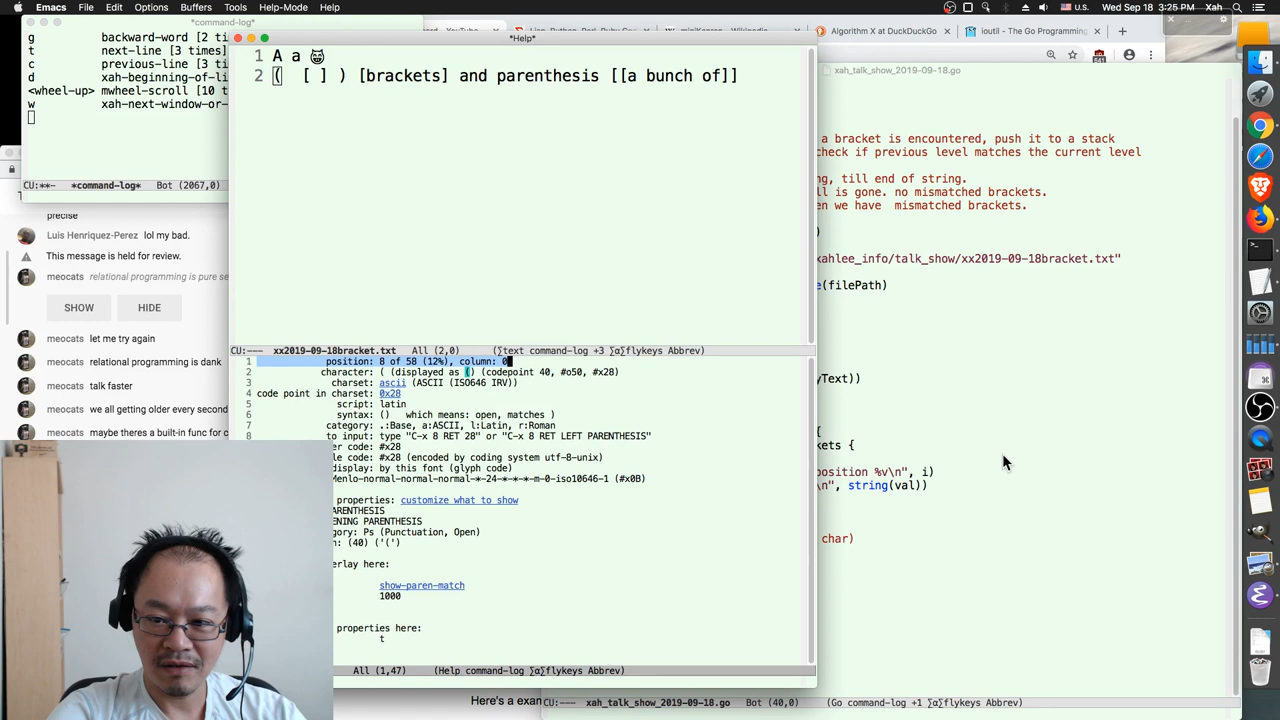 Emacs File Edit Options Buffers Tools Help-Mode Help
U.S. Wed Sep 18 3:25 PM Xah
*command-log*
g backward-word [2 ti
t next-line [3 times]
c previous-line [3 ti
d xah-beginning-of-li
<wheel-up> mwheel-scroll [10 t
w xah-next-window-or-
CU:**- *command-log* Bot (2067,0)
precise
Luis Henriquez-Perez lol my bad.
This message is held for review.
meocats relational programming is pure se
SHOW HIDE
meocats let me try again
meocats relational programming is dank
meocats talk faster
meocats we all getting older every second
meocats maybe theres a built-in func for c
*Help*
1 A a 😸
2 ( [ ] ) [brackets] and parenthesis [[a bunch of]]
CU:--- xx2019-09-18bracket.txt All (2,0) (∑text command-log +3 ∑α∑flykeys Abbrev)
1 position: 8 of 58 (12%), column: 0
2 character: ( (displayed as () (codepoint 40, #o50, #x28)
3 charset: ascii (ASCII (ISO646 IRV))
4 code point in charset: 0x28
5 script: latin
6 syntax: () which means: open, matches )
7 category: .:Base, a:ASCII, l:Latin, r:Roman
8 to input: type "C-x 8 RET 28" or "C-x 8 RET LEFT PARENTHESIS"
er code: #x28
le code: #x28 (encoded by coding system utf-8-unix)
display: by this font (glyph code)
Menlo-normal-normal-normal-*-24-*-*-*-m-0-iso10646-1 (#x0B)
properties: customize what to show
ARENTHESIS
ENING PARENTHESIS
gory: Ps (Punctuation, Open)
n: (40) ('(')
erlay here:
show-paren-match
1000
properties here:
t
All (1,47) (Help command-log ∑α∑flykeys Abbrev)
Algorithm X at DuckDuckGo
ioutil - The Go Programming
xah_talk_show_2019-09-18.go
a bracket is encountered, push it to a stack
check if previous level matches the current level
ng, till end of string.
ll is gone. no mismatched brackets.
en we have mismatched brackets.
)
xahlee_info/talk_show/xx2019-09-18bracket.txt"
e(filePath)
yText))
{
kets {
position %v\n", i)
\n", string(val))
char)
Here's a exam
CU:--- xah_talk_show_2019-09-18.go Bot (40,0) (Go command-log +1 ∑α∑flykeys Abbrev)